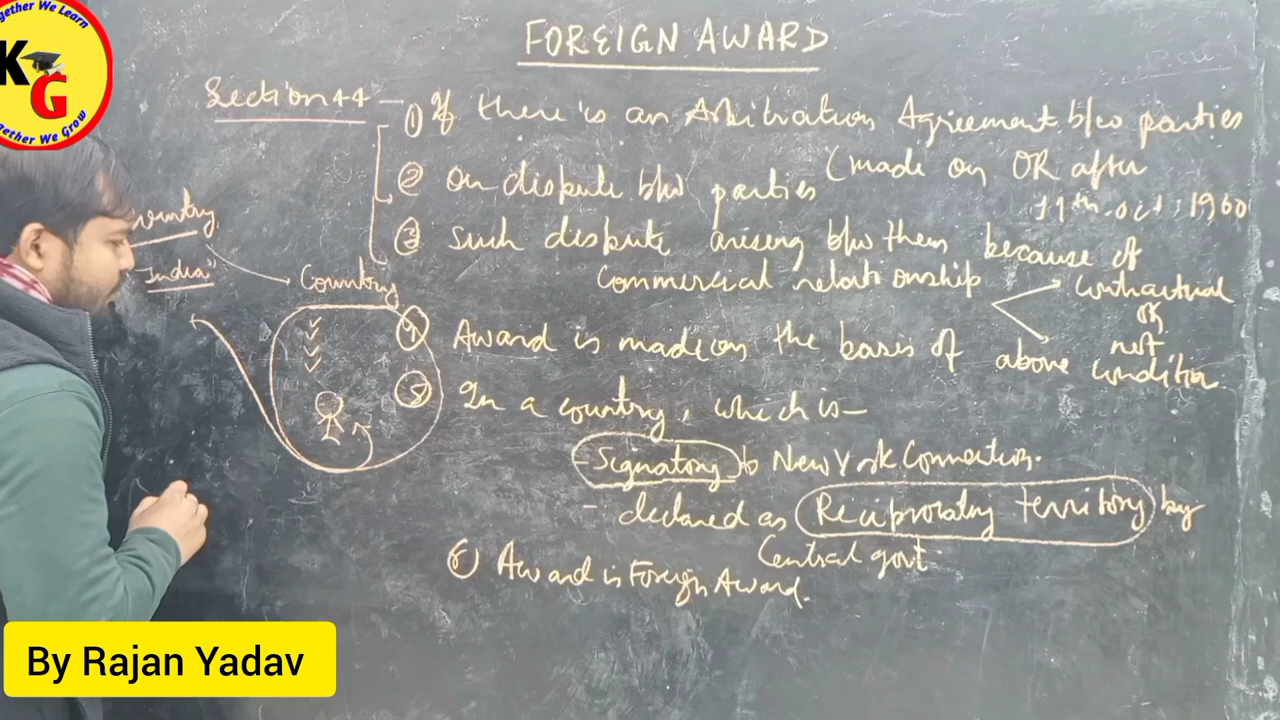 Together We Learn
KG
Together We Grow
FOREIGN AWARD
Section 44 – ① If there is an Arbitration Agreement b/w parties
(made on OR after
11th. Oct. 1960
② On dispute b/w parties
③ Such dispute arising b/w them because of
Commercial relationship
Contractual
OR
not
④ Award is made on the basis of above condition.
⑤ In a country, which is –
- Signatory to New York Convention.
- declared as Reciprocating territory by
Central govt.
⑥ Award is Foreign Award.
Country
India
Country
By Rajan Yadav